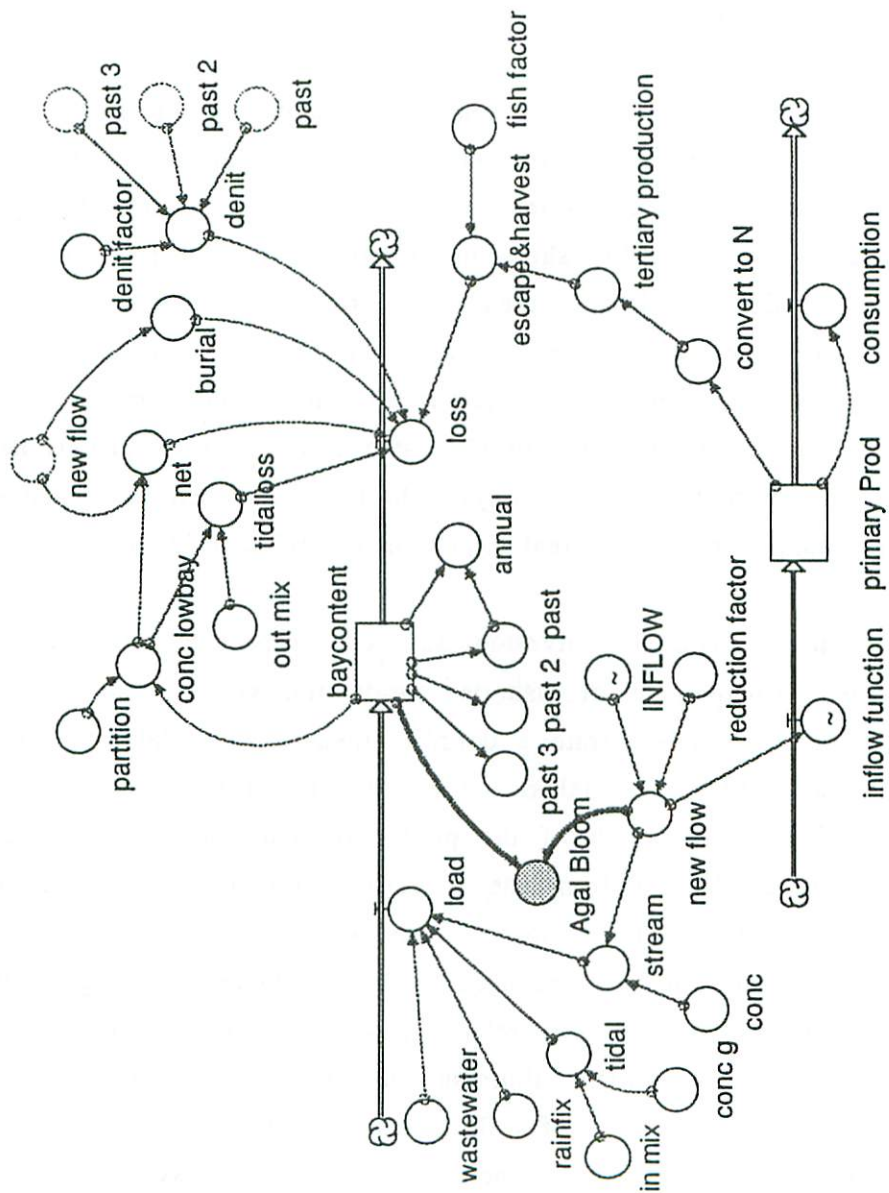 past 3
past 2
past
denit factor
denit
new flow
burial
net
tidalloss
conc lowbay
out mix
partition
fish factor
escape&harvest
tertiary production
convert to N
consumption
loss
baycontent
annual
past
past 2
past 3
load
Agal Bloom
~
INFLOW
reduction factor
new flow
stream
conc
wastewater
rainfix
tidal
in mix
conc g
~
inflow function
primary Prod